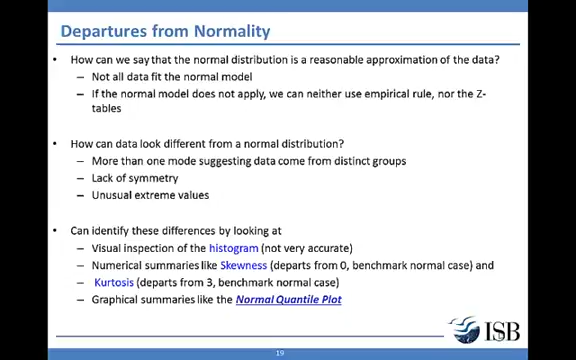 Departures from Normality
• How can we say that the normal distribution is a reasonable approximation of the data?
– Not all data fit the normal model
– If the normal model does not apply, we can neither use empirical rule, nor the Z-
tables
• How can data look different from a normal distribution?
– More than one mode suggesting data come from distinct groups
– Lack of symmetry
– Unusual extreme values
• Can identify these differences by looking at
– Visual inspection of the histogram (not very accurate)
– Numerical summaries like Skewness (departs from 0, benchmark normal case) and
– Kurtosis (departs from 3, benchmark normal case)
– Graphical summaries like the Normal Quantile Plot
ISB
19